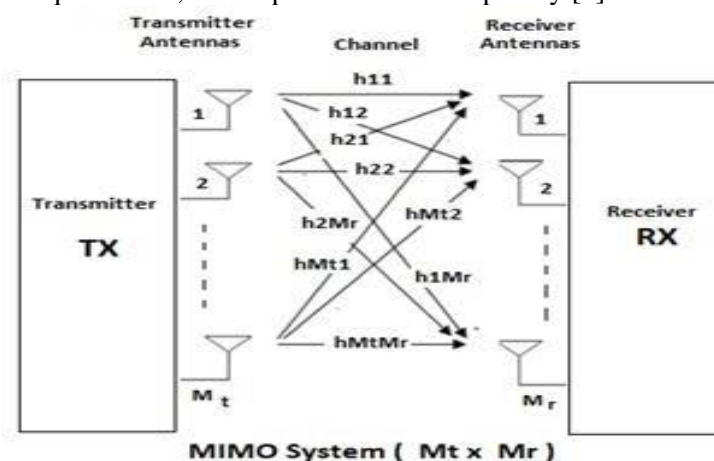 Transmitter
Antennas
Channel
Receiver
Antennas
h11
1
h12
1
h21
h22
2
2
Transmitter
TX
h2Mr
hMt2
Receiver
RX
hMt1
h1Mr
hMtMr
M t
M r
MIMO System ( Mt x Mr )